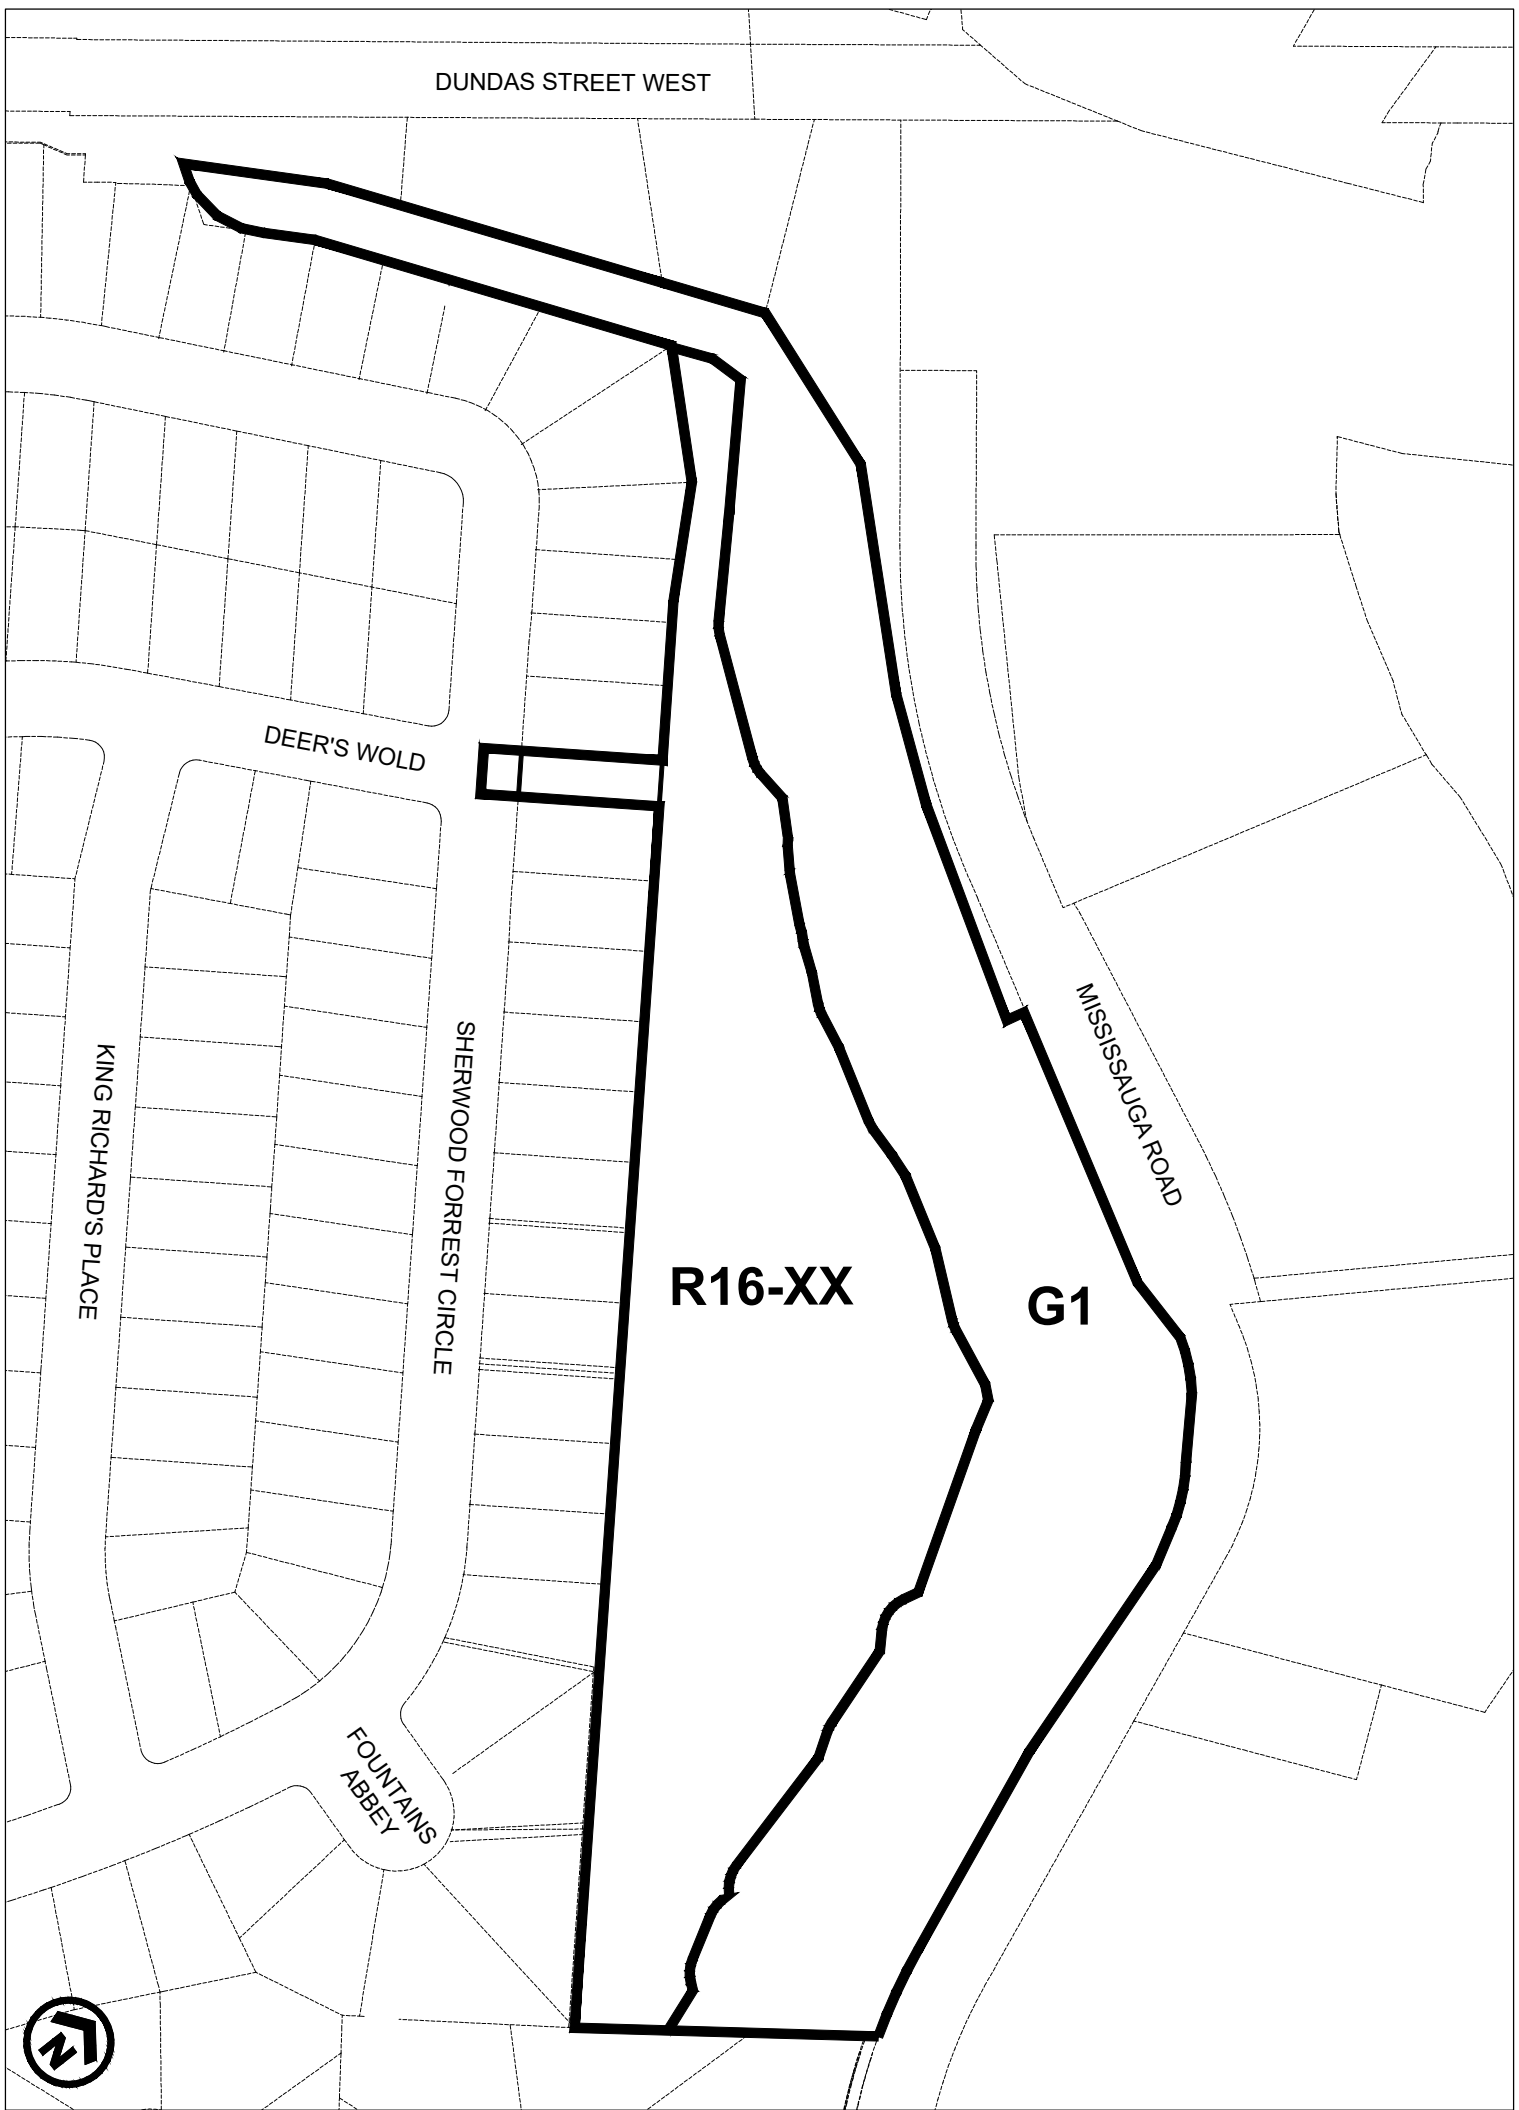 DUNDAS STREET WEST
DEER'S WOLD
MISSISSAUGA ROAD
KING RICHARD'S PLACE
SHERWOOD FORREST CIRCLE
R16-XX
G1
FOUNTAINS
ABBEY
N